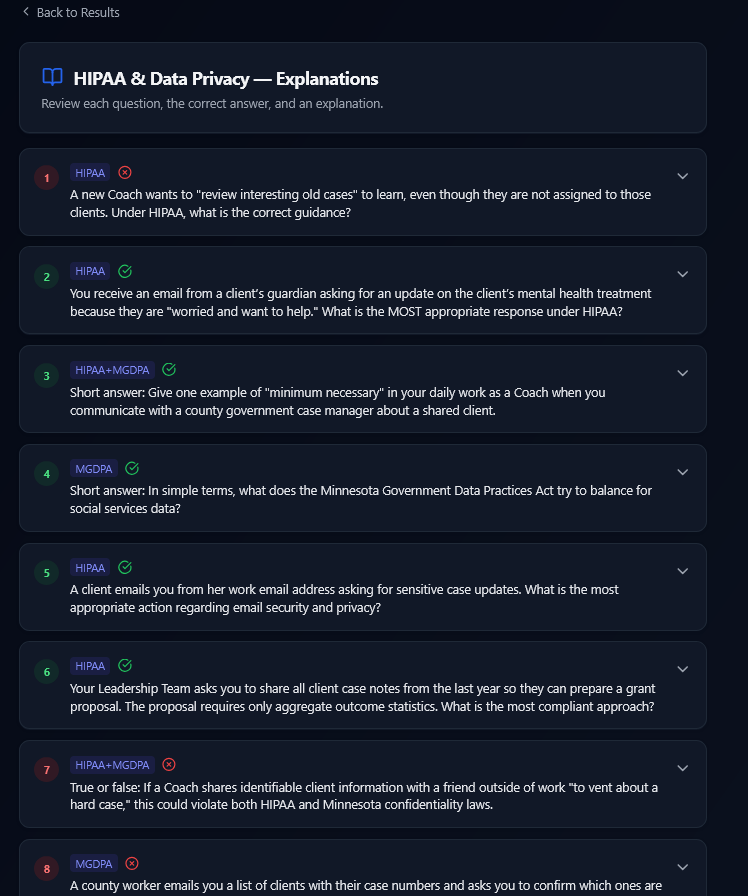 Back to Results
HIPAA & Data Privacy — Explanations
Review each question, the correct answer, and an explanation.
1
HIPAA
A new Coach wants to "review interesting old cases" to learn, even though they are not assigned to those
clients. Under HIPAA, what is the correct guidance?
2
HIPAA
You receive an email from a client's guardian asking for an update on the client's mental health treatment
because they are "worried and want to help." What is the MOST appropriate response under HIPAA?
3
HIPAA+MGDPA
Short answer: Give one example of "minimum necessary" in your daily work as a Coach when you
communicate with a county government case manager about a shared client.
4
MGDPA
Short answer: In simple terms, what does the Minnesota Government Data Practices Act try to balance for
social services data?
5
HIPAA
A client emails you from her work email address asking for sensitive case updates. What is the most
appropriate action regarding email security and privacy?
6
HIPAA
Your Leadership Team asks you to share all client case notes from the last year so they can prepare a grant
proposal. The proposal requires only aggregate outcome statistics. What is the most compliant approach?
7
HIPAA+MGDPA
True or false: If a Coach shares identifiable client information with a friend outside of work "to vent about a
hard case," this could violate both HIPAA and Minnesota confidentiality laws.
8
MGDPA
A county worker emails you a list of clients with their case numbers and asks you to confirm which ones are